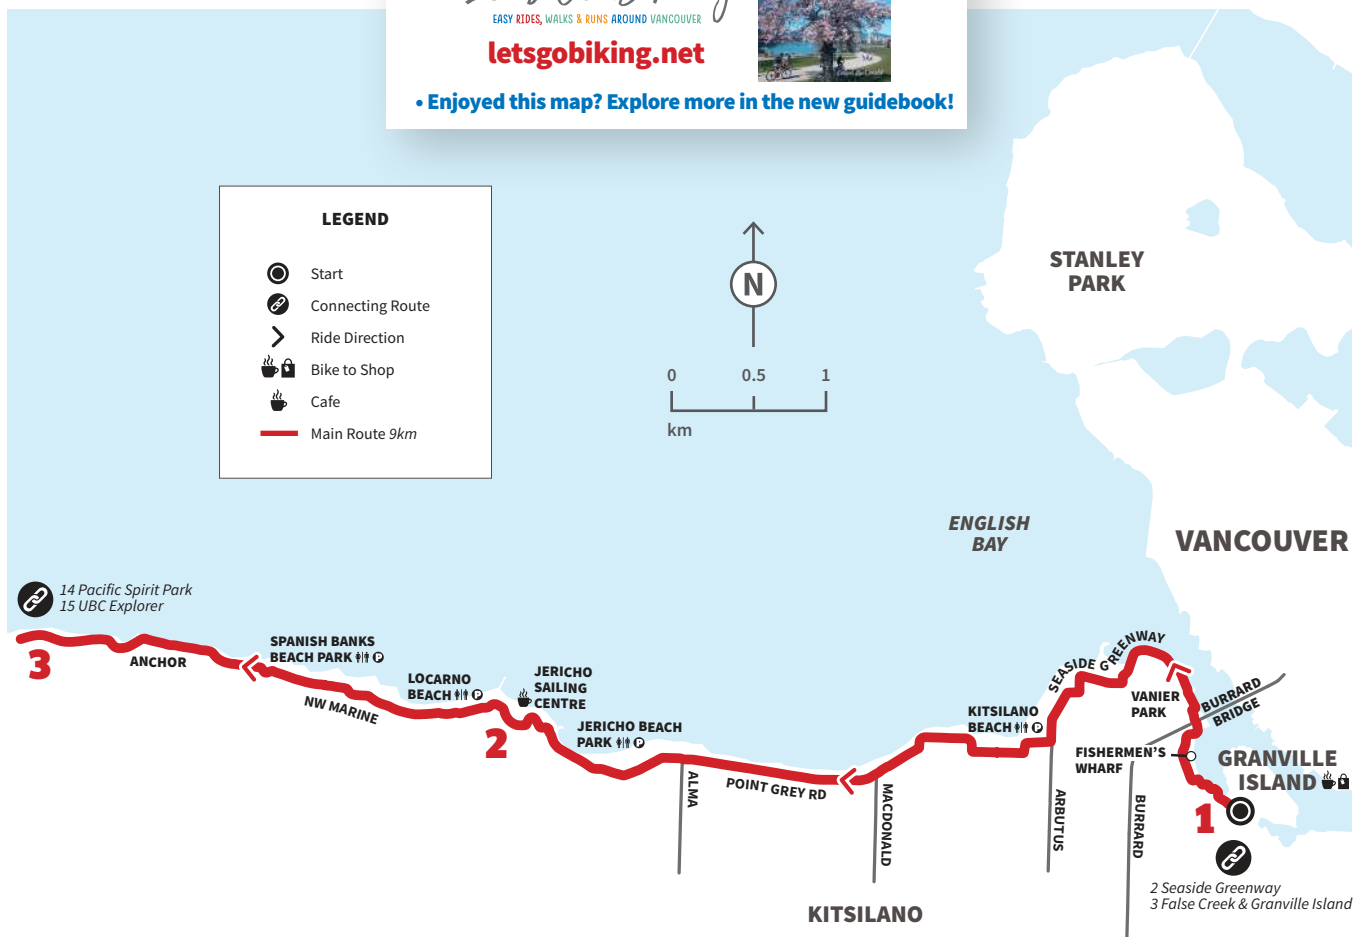 EASY RIDES, WALKS & RUNS AROUND VANCOUVER
letsgobiking.net
• Enjoyed this map? Explore more in the new guidebook!
LEGEND
Start
Connecting Route
Ride Direction
Bike to Shop
Cafe
Main Route 9km
N
0 0.5 1
km
STANLEY
PARK
ENGLISH
BAY
VANCOUVER
14 Pacific Spirit Park
15 UBC Explorer
3
ANCHOR
SPANISH BANKS
BEACH PARK P
NW MARINE
LOCARNO
BEACH P
2
JERICHO
SAILING
CENTRE
JERICHO BEACH
PARK P
ALMA
POINT GREY RD
MACDONALD
KITSILANO
KITSILANO
BEACH P
ARBUTUS
SEASIDE GREENWAY
VANIER
PARK
BURRARD
BRIDGE
FISHERMEN'S
WHARF
BURRARD
GRANVILLE
ISLAND
1
2 Seaside Greenway
3 False Creek & Granville Island